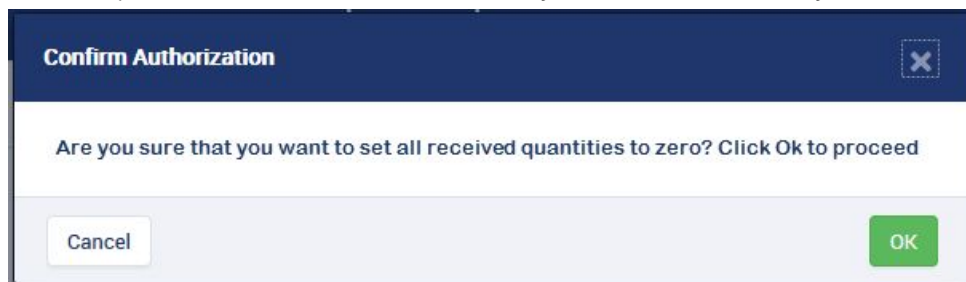 Confirm Authorization
Are you sure that you want to set all received quantities to zero? Click Ok to proceed
Cancel
OK